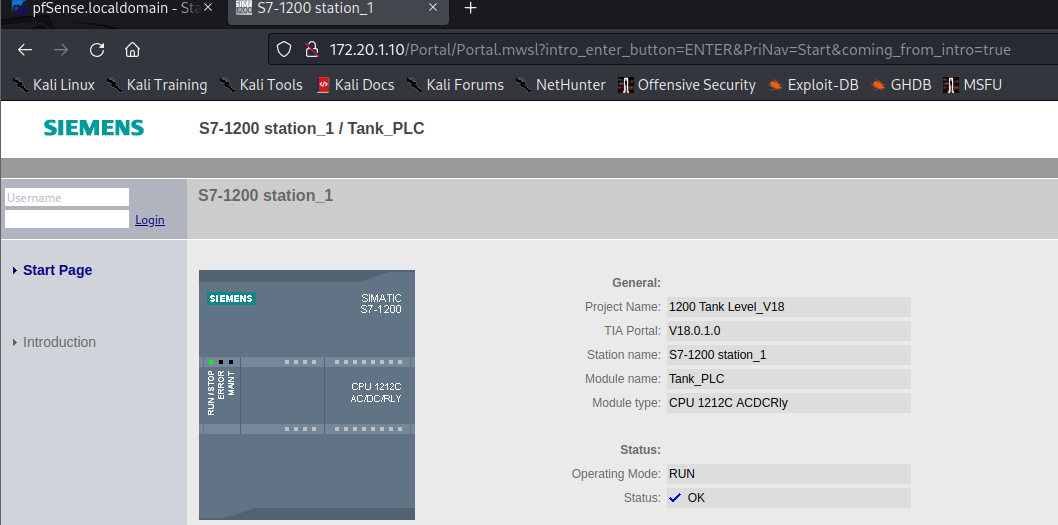 pfSense.localdomain - Sta
S7-1200 station_1
172.20.1.10/Portal/Portal.mwsl?intro_enter_button=ENTER&PriNav=Start&coming_from_intro=true
Kali Linux Kali Training Kali Tools Kali Docs Kali Forums NetHunter Offensive Security Exploit-DB GHDB MSFU
SIEMENS
S7-1200 station_1 / Tank_PLC
Username
Login
S7-1200 station_1
Start Page
Introduction
SIEMENS
SIMATIC
S7-1200
RUN / STOP
ERROR
MAINT
CPU 1212C
AC/DC/RLY
General:
Project Name: 1200 Tank Level_V18
TIA Portal: V18.0.1.0
Station name: S7-1200 station_1
Module name: Tank_PLC
Module type: CPU 1212C ACDCRly
Status:
Operating Mode: RUN
Status: OK